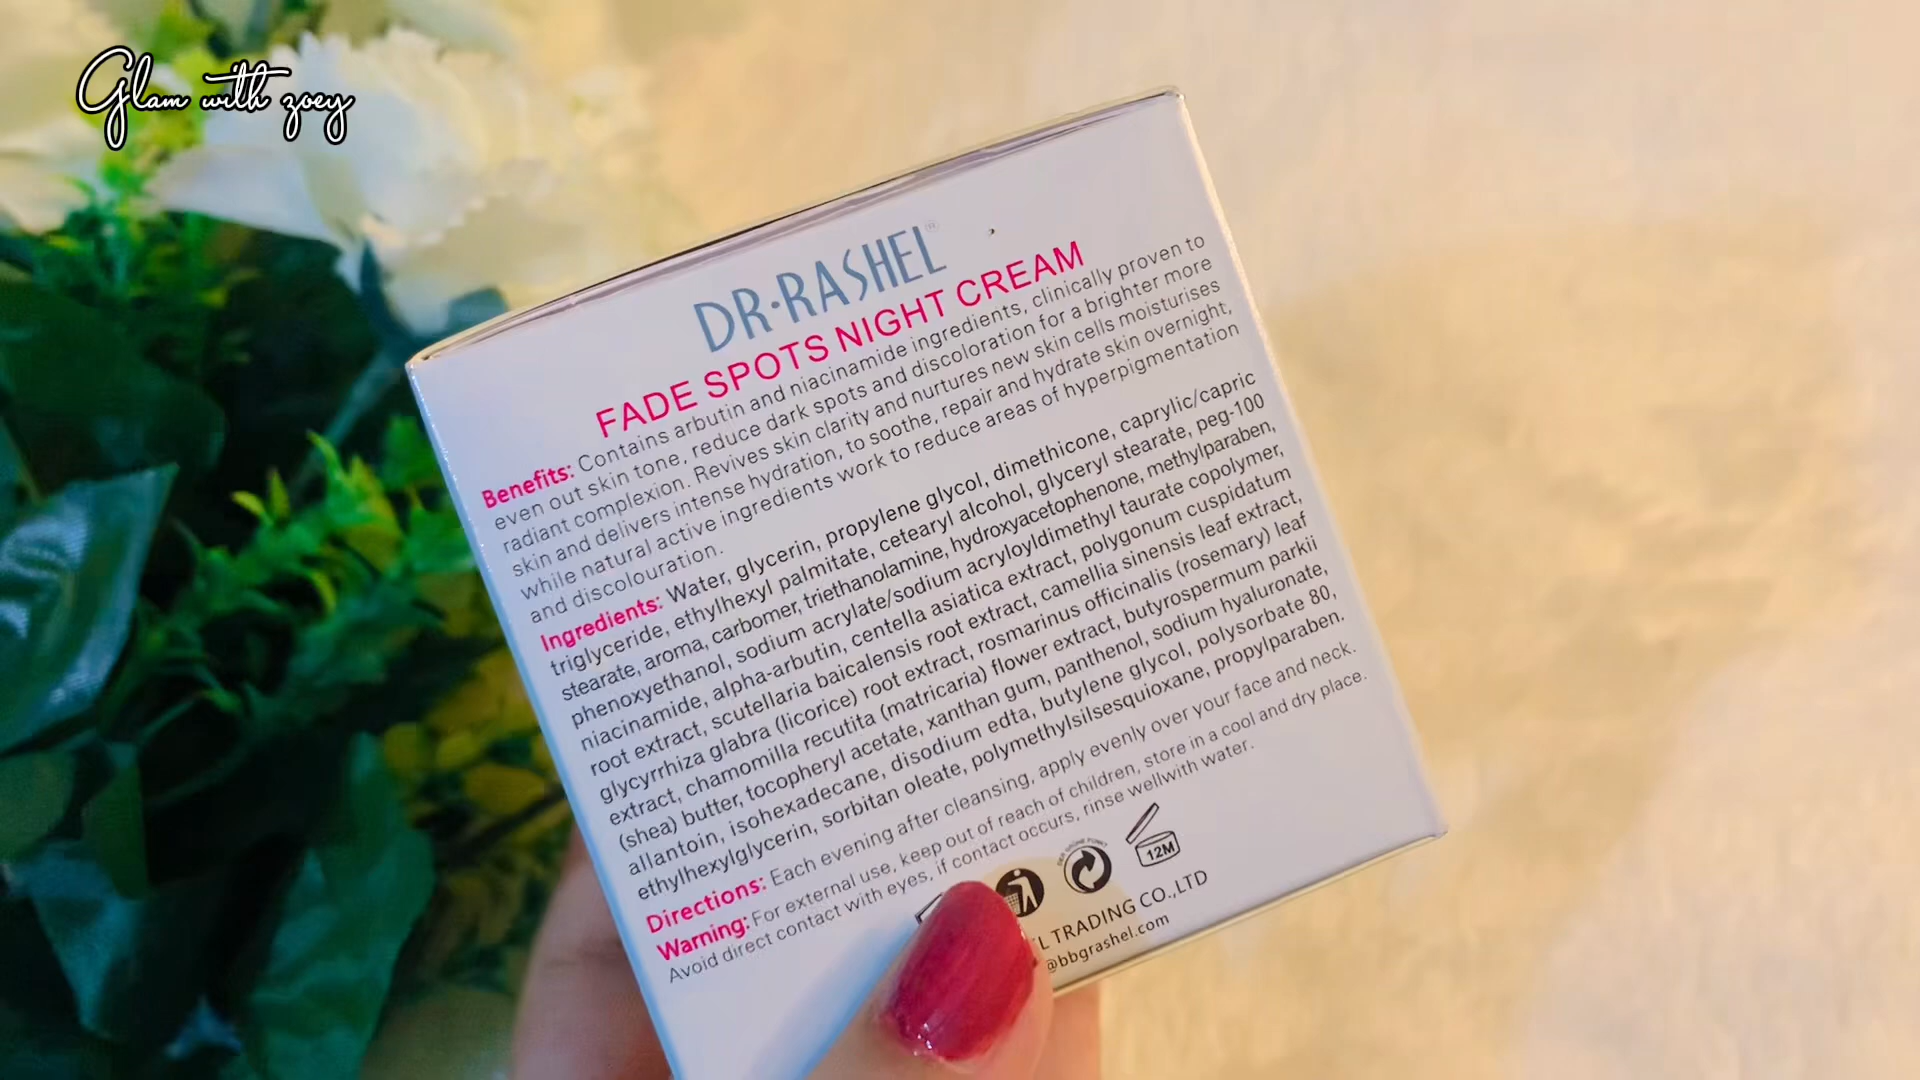 Glam with zoey
DR·RASHEL®
FADE SPOTS NIGHT CREAM
Benefits: Contains arbutin and niacinamide ingredients, clinically proven to
even out skin tone, reduce dark spots and discoloration for a brighter more
radiant complexion. Revives skin clarity and nurtures new skin cells moisturises
skin and delivers intense hydration, to soothe, repair and hydrate skin overnight,
while natural active ingredients work to reduce areas of hyperpigmentation
and discolouration.
Ingredients: Water, glycerin, propylene glycol, dimethicone, caprylic/capric
triglyceride, ethylhexyl palmitate, cetearyl alcohol, glyceryl stearate, peg-100
stearate, aroma, carbomer, triethanolamine, hydroxyacetophenone, methylparaben,
phenoxyethanol, sodium acrylate/sodium acryloyldimethyl taurate copolymer,
niacinamide, alpha-arbutin, centella asiatica extract, polygonum cuspidatum
root extract, scutellaria baicalensis root extract, camellia sinensis leaf extract,
glycyrrhiza glabra (licorice) root extract, rosmarinus officinalis (rosemary) leaf
extract, chamomilla recutita (matricaria) flower extract, butyrospermum parkii
(shea) butter, tocopheryl acetate, xanthan gum, panthenol, sodium hyaluronate,
allantoin, isohexadecane, disodium edta, butylene glycol, polysorbate 80,
ethylhexylglycerin, sorbitan oleate, polymethylsilsesquioxane, propylparaben.
Directions: Each evening after cleansing, apply evenly over your face and neck.
Warning: For external use, keep out of reach of children, store in a cool and dry place.
Avoid direct contact with eyes, if contact occurs, rinse wellwith water.
DER GRÜNE PUNKT
12M
L TRADING CO.,LTD
@bbgrashel.com